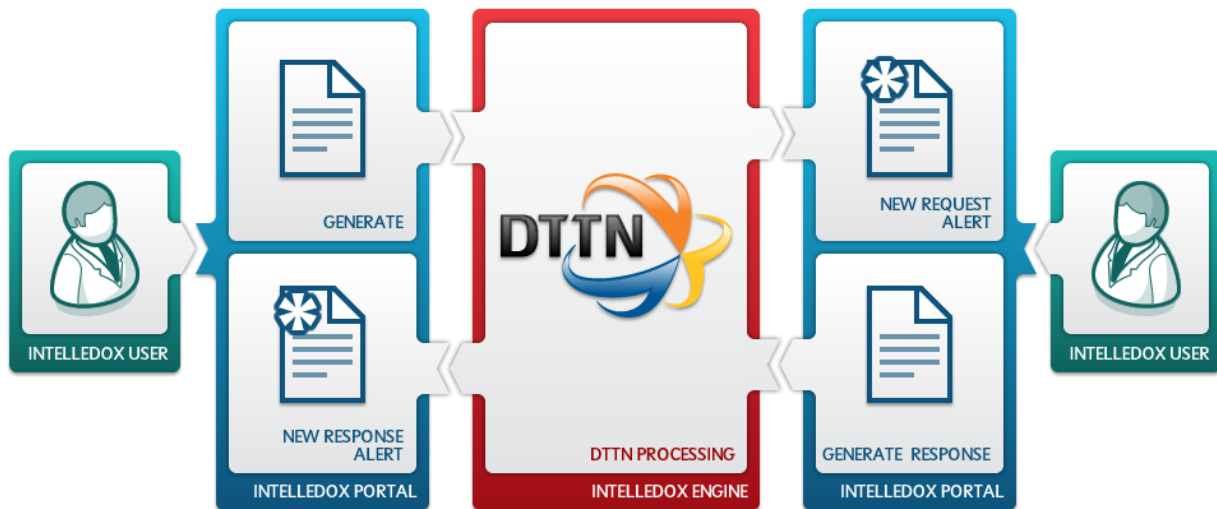 GENERATE
NEW REQUEST
ALERT
DTTN
INTELLEDOX USER
INTELLEDOX USER
NEW RESPONSE
ALERT
DTTN PROCESSING
GENERATE RESPONSE
INTELLEDOX PORTAL
INTELLEDOX ENGINE
INTELLEDOX PORTAL